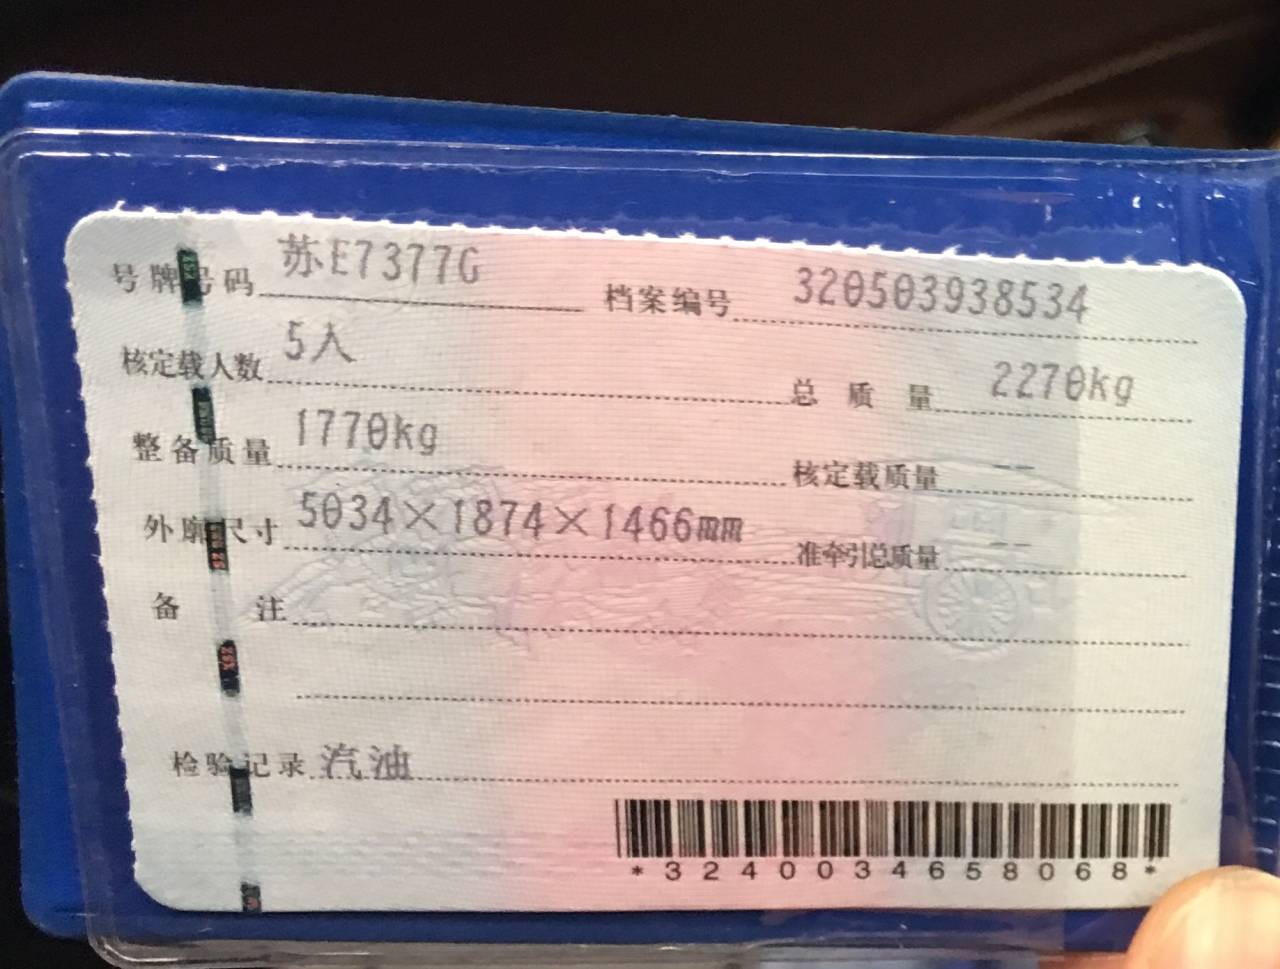 号牌号码 苏E7377G 档案编号 320503938534
核定载人数 5人 总质量 2270kg
整备质量 1770kg 核定载质量 --
外廓尺寸 5034×1874×1466mm 准牵引总质量 --
备注
检验记录 汽油
*3240034658068*